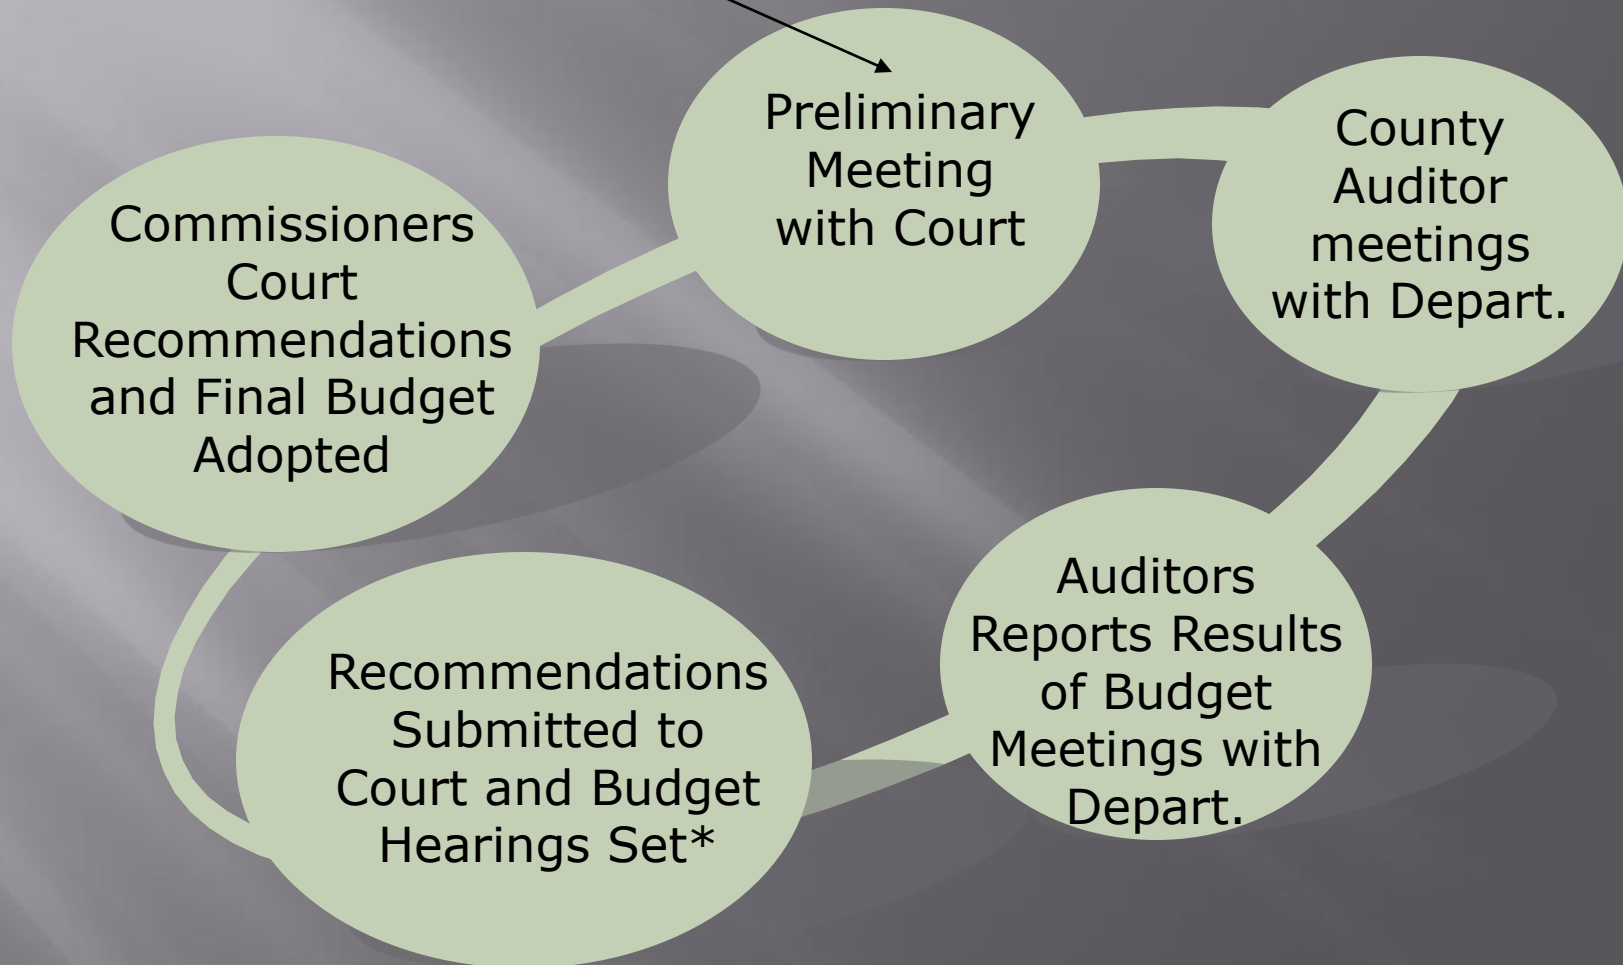 Preliminary
Meeting
with Court
County
Auditor
meetings
with Depart.
Auditors
Reports Results
of Budget
Meetings with
Depart.
Recommendations
Submitted to
Court and Budget
Hearings Set*
Commissioners
Court
Recommendations
and Final Budget
Adopted